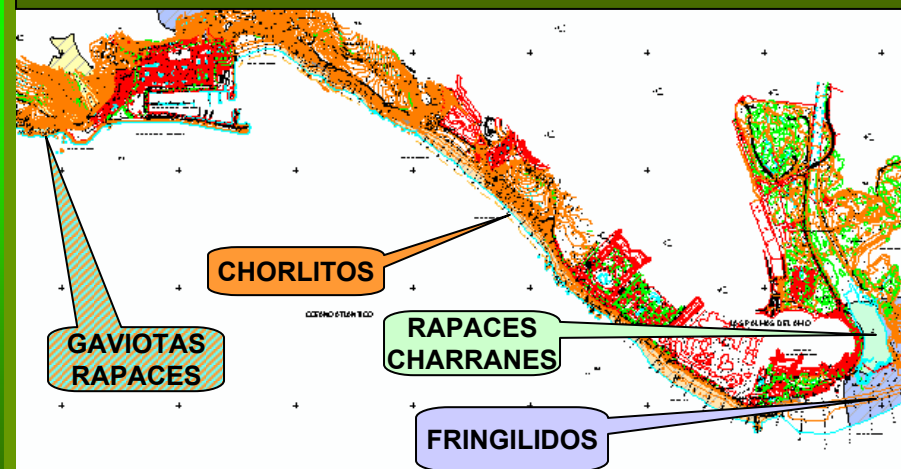 CHORLITOS
GAVIOTAS
RAPACES
RAPACES
CHARRANES
FRINGILIDOS